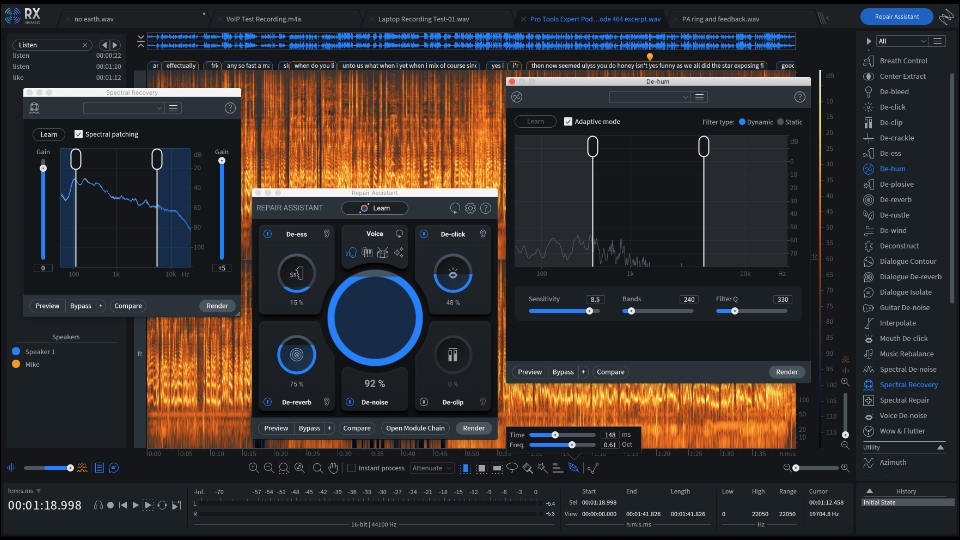 RX
ADVANCED
no earth.wav
VoIP Test Recording.m4a
Laptop Recording Test-01 wav
Pro Tools Expert Pod...ode 464 excerpt.wav
PA ring and feedback.wav
Repair Assistant
Listen
listen 00:00:22
listen 00:01:10
like 00:01:12
effectually
any so fast a ma
when do you li
unto us what when i yet when i mix of course sinc
yes i
then now seemed ulyss you do honey isn't yes funny as we all did the star exposing fi
good
All
Breath Control
Center Extract
De-bleed
De-click
De-clip
De-crackle
De-ess
De-hum
De-plosive
De-reverb
De-rustle
De-wind
Deconstruct
Dialogue Contour
Dialogue De-reverb
Dialogue Isolate
Guitar De-noise
Interpolate
Mouth De-click
Music Rebalance
Spectral De-noise
Spectral Recovery
Spectral Repair
Voice De-noise
Wow & Flutter
Utility
Azimuth
Spectral Recovery
Learn
Spectral patching
Gain
Gain
dB
20
40
60
80
100
100 1k 10k Hz
0
+5
Preview Bypass + Compare Render
Speakers
Speaker 1
Mike
Repair Assistant
REPAIR ASSISTANT
Learn
De-ess
15 %
Voice
De-click
48 %
75 %
De-reverb
92 %
De-noise
0 %
De-clip
Preview Bypass + Compare Open Module Chain Render
De-hum
Learn
Adaptive mode
Filter type: Dynamic Static
dB
0
-10
-20
-30
-40
-50
-60
-70
100 1k 10k Hz
Sensitivity 8.5
Bands 240
Filter Q 330
Preview Bypass + Compare Render
Time 148 ms
Freq. 0.61 Oct
Instant process
Attenuate
h:m:s.ms
00:01:18.998
-Inf. -70 -57 -54 -51 -48 -45 -42 -39 -36 -33 -30 -27 -24 -21 -18 -15 -12 -9 -6 -3 0
L
R
16-bit | 44100 Hz
Start End Length Low High Range Cursor
Sel 00:01:18.998 00:01:12.458
View 00:00:00.000 00:01:41.826 00:01:41.826 0 22050 22050 19704.8 Hz
h:m:s.ms Hz
History
Initial State